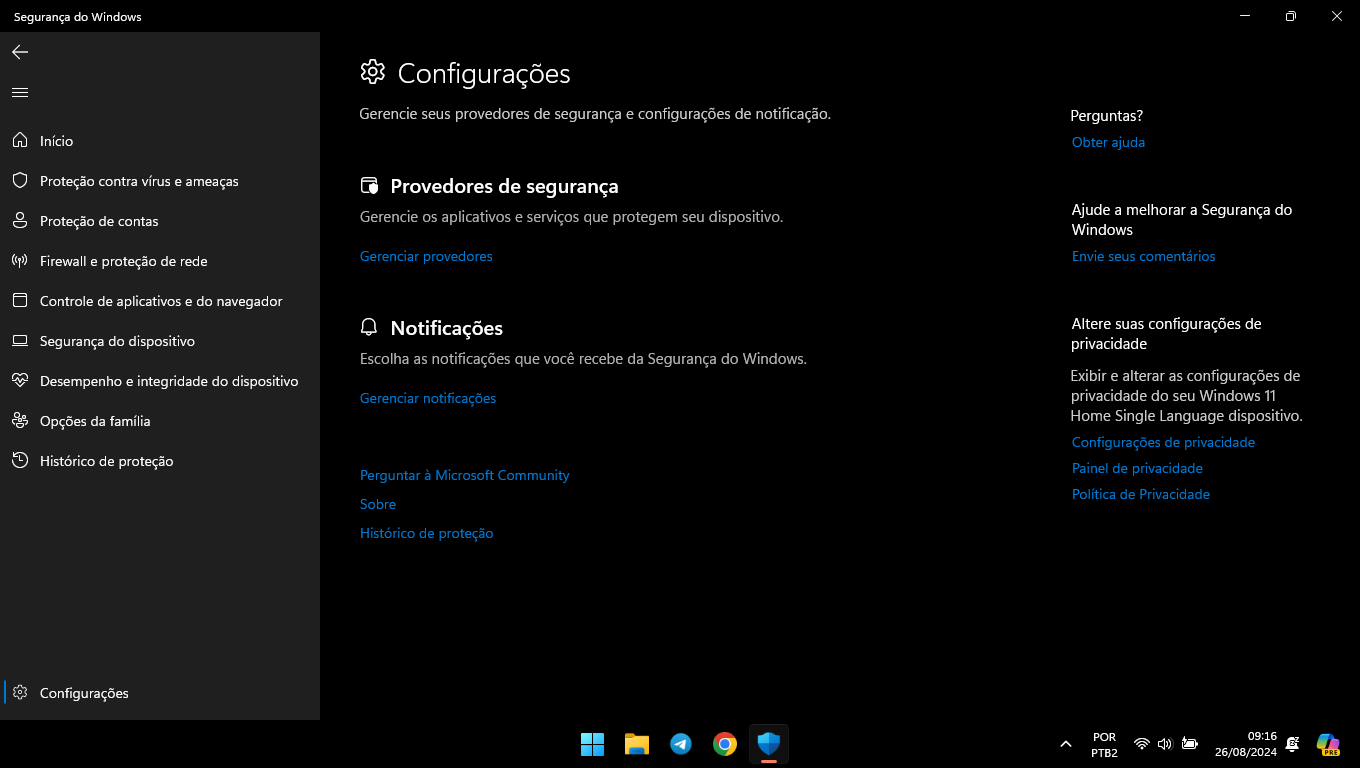 Segurança do Windows
Início
Proteção contra vírus e ameaças
Proteção de contas
Firewall e proteção de rede
Controle de aplicativos e do navegador
Segurança do dispositivo
Desempenho e integridade do dispositivo
Opções da família
Histórico de proteção
Configurações
Configurações
Gerencie seus provedores de segurança e configurações de notificação.
Provedores de segurança
Gerencie os aplicativos e serviços que protegem seu dispositivo.
Gerenciar provedores
Notificações
Escolha as notificações que você recebe da Segurança do Windows.
Gerenciar notificações
Perguntar à Microsoft Community
Sobre
Histórico de proteção
Perguntas?
Obter ajuda
Ajude a melhorar a Segurança do
Windows
Envie seus comentários
Altere suas configurações de
privacidade
Exibir e alterar as configurações de
privacidade do seu Windows 11
Home Single Language dispositivo.
Configurações de privacidade
Painel de privacidade
Política de Privacidade
POR
PTB2
09:16
26/08/2024
PRE